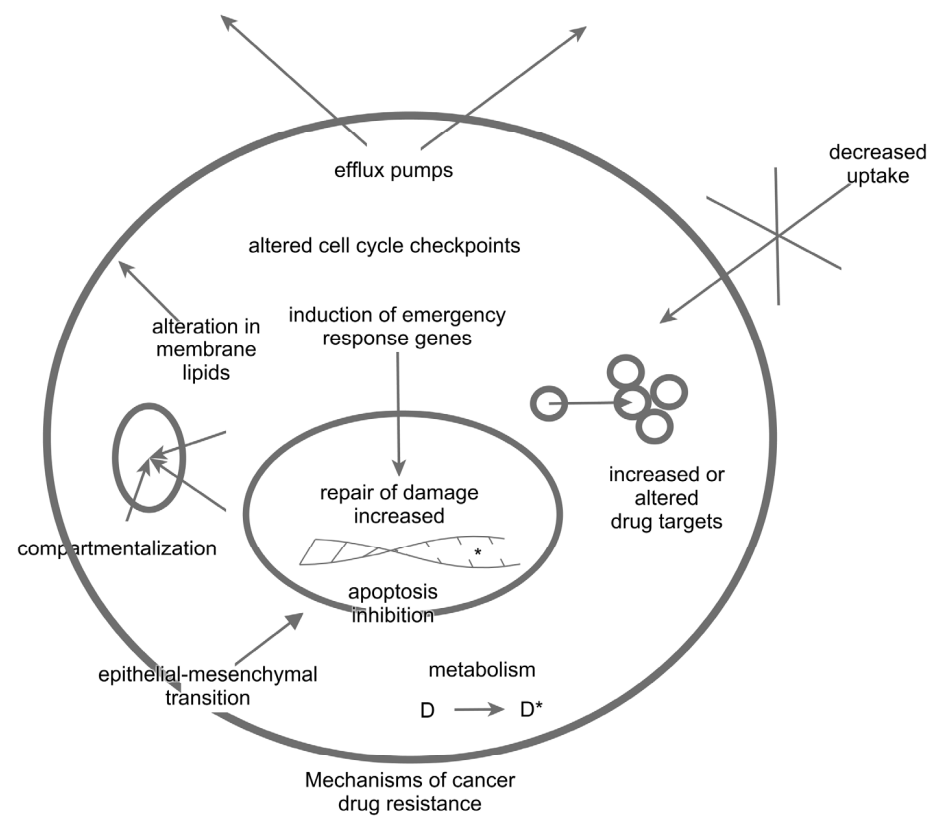 decreased
uptake
efflux pumps
altered cell cycle checkpoints
induction of emergency
response genes
alteration in
membrane
lipids
increased or
altered
drug targets
repair of damage
increased
*
compartmentalization
apoptosis
inhibition
epithelial-mesenchymal
transition
metabolism
D D*
Mechanisms of cancer
drug resistance